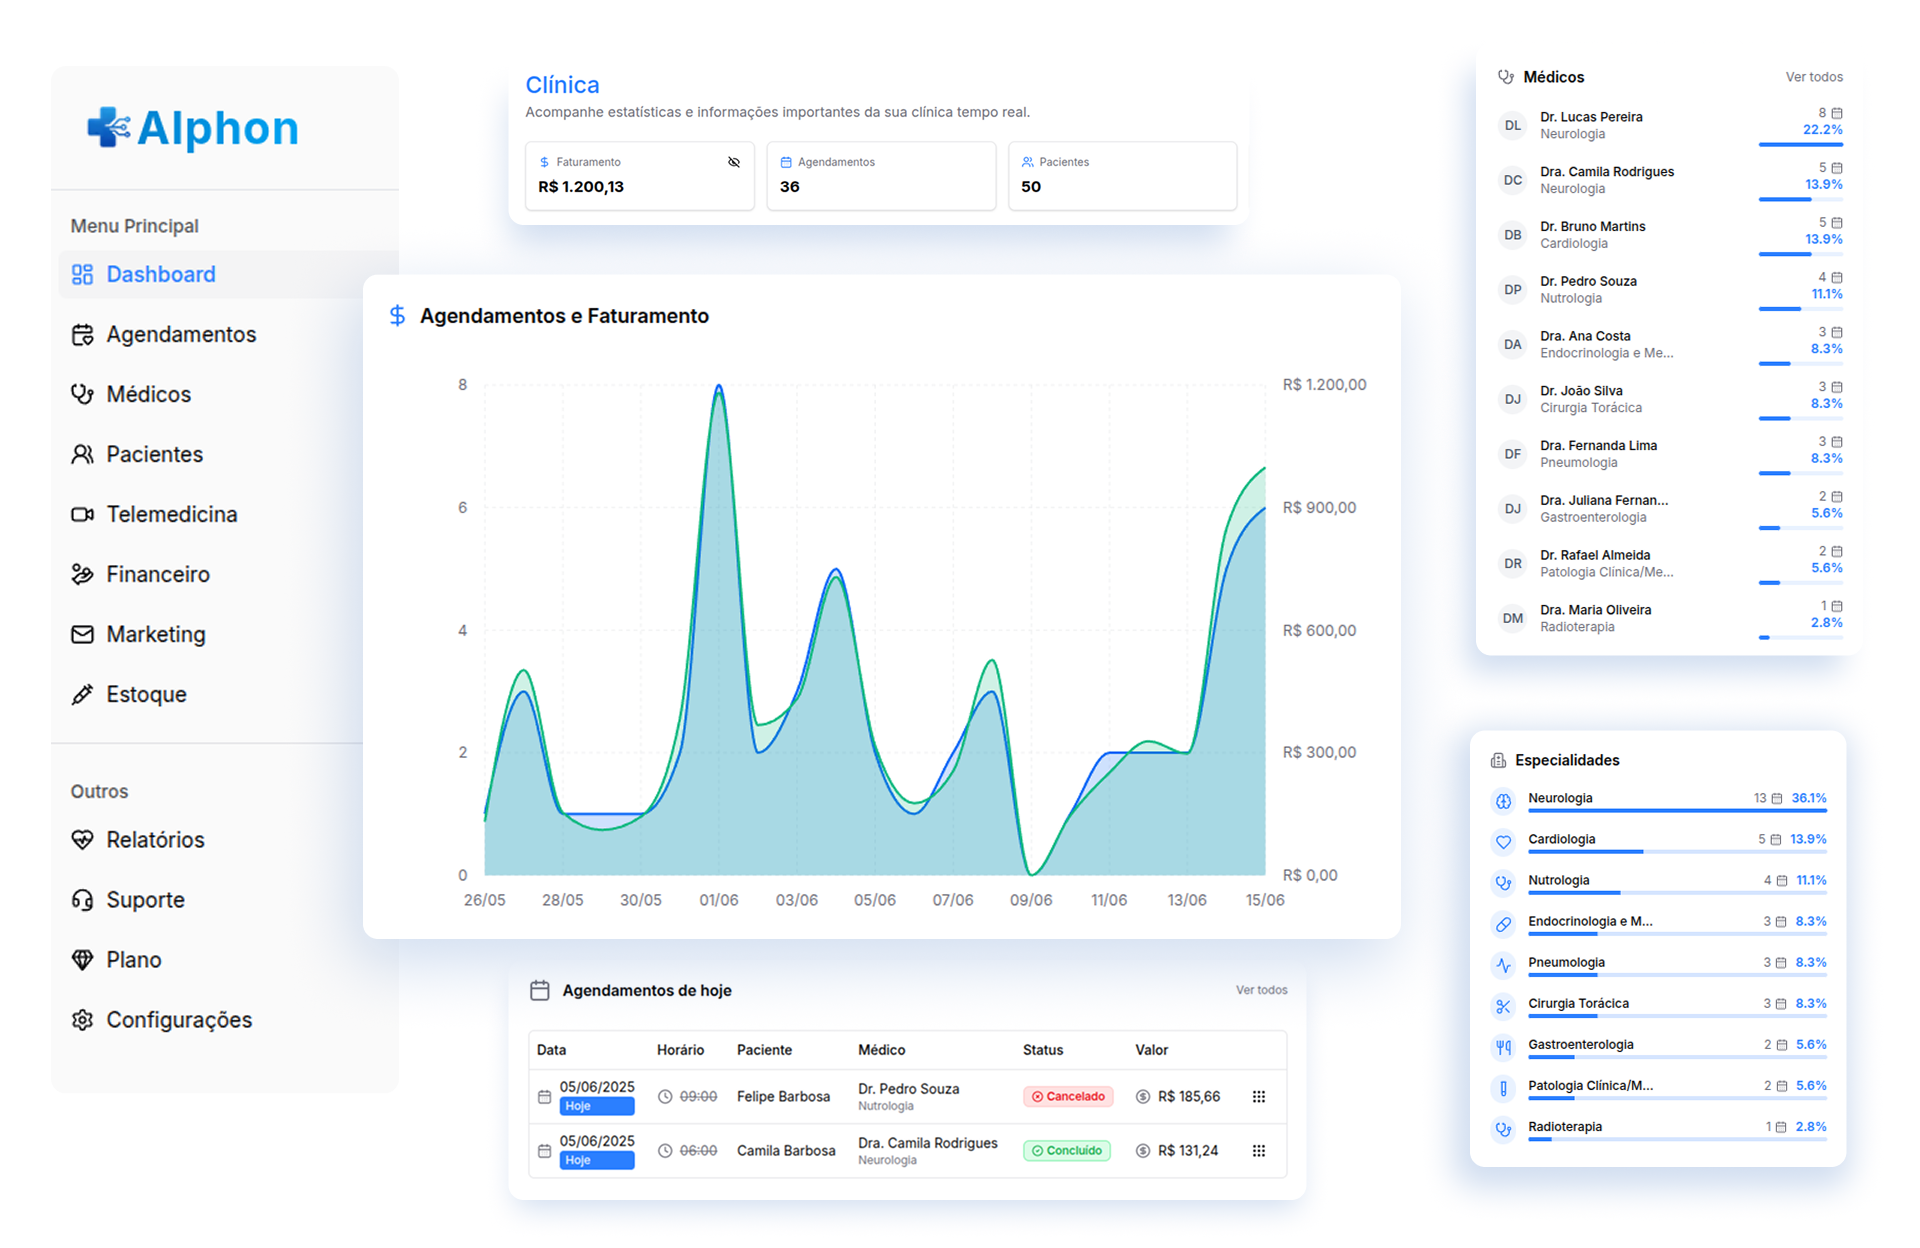 Alphon
Menu Principal
Dashboard
Agendamentos
Médicos
Pacientes
Telemedicina
Financeiro
Marketing
Estoque
Outros
Relatórios
Suporte
Plano
Configurações
Clínica
Acompanhe estatísticas e informações importantes da sua clínica tempo real.
Faturamento
R$ 1.200,13
Agendamentos
36
Pacientes
50
Agendamentos e Faturamento
8
6
4
2
0
R$ 1.200,00
R$ 900,00
R$ 600,00
R$ 300,00
R$ 0,00
26/05 28/05 30/05 01/06 03/06 05/06 07/06 09/06 11/06 13/06 15/06
Agendamentos de hoje Ver todos
Data Horário Paciente Médico Status Valor
05/06/2025 Hoje 09:00 Felipe Barbosa Dr. Pedro Souza Nutrologia Cancelado R$ 185,66
05/06/2025 Hoje 06:00 Camila Barbosa Dra. Camila Rodrigues Neurologia Concluído R$ 131,24
Médicos Ver todos
DL Dr. Lucas Pereira 8
Neurologia 22.2%
DC Dra. Camila Rodrigues 5
Neurologia 13.9%
DB Dr. Bruno Martins 5
Cardiologia 13.9%
DP Dr. Pedro Souza 4
Nutrologia 11.1%
DA Dra. Ana Costa 3
Endocrinologia e Me... 8.3%
DJ Dr. João Silva 3
Cirurgia Torácica 8.3%
DF Dra. Fernanda Lima 3
Pneumologia 8.3%
DJ Dra. Juliana Fernan... 2
Gastroenterologia 5.6%
DR Dr. Rafael Almeida 2
Patologia Clínica/Me... 5.6%
DM Dra. Maria Oliveira 1
Radioterapia 2.8%
Especialidades
Neurologia 13 36.1%
Cardiologia 5 13.9%
Nutrologia 4 11.1%
Endocrinologia e M... 3 8.3%
Pneumologia 3 8.3%
Cirurgia Torácica 3 8.3%
Gastroenterologia 2 5.6%
Patologia Clínica/M... 2 5.6%
Radioterapia 1 2.8%